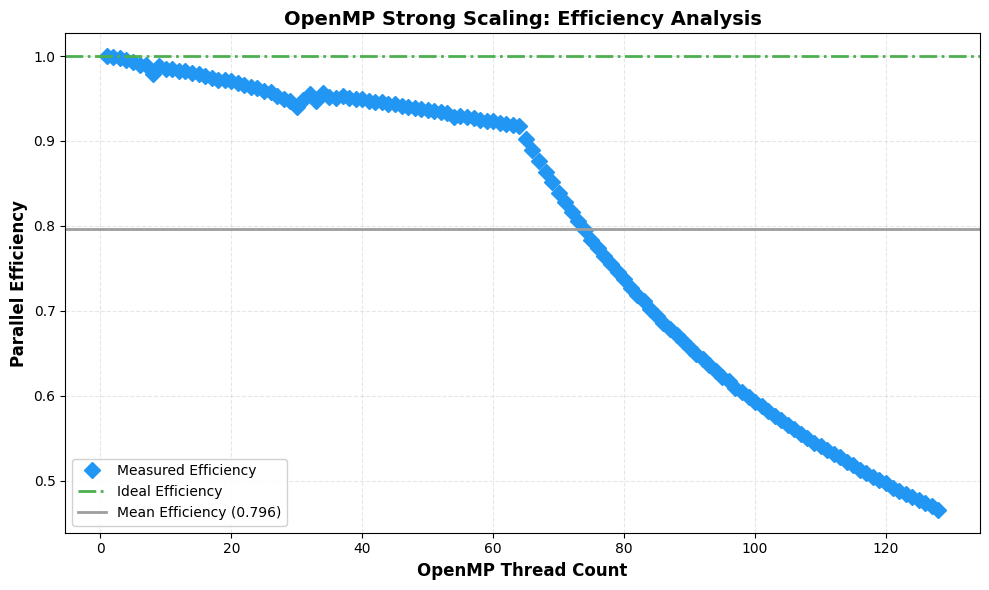 OpenMP Strong Scaling: Efficiency Analysis
Parallel Efficiency
1.0
0.9
0.8
0.7
0.6
0.5
Measured Efficiency
Ideal Efficiency
Mean Efficiency (0.796)
0 20 40 60 80 100 120
OpenMP Thread Count